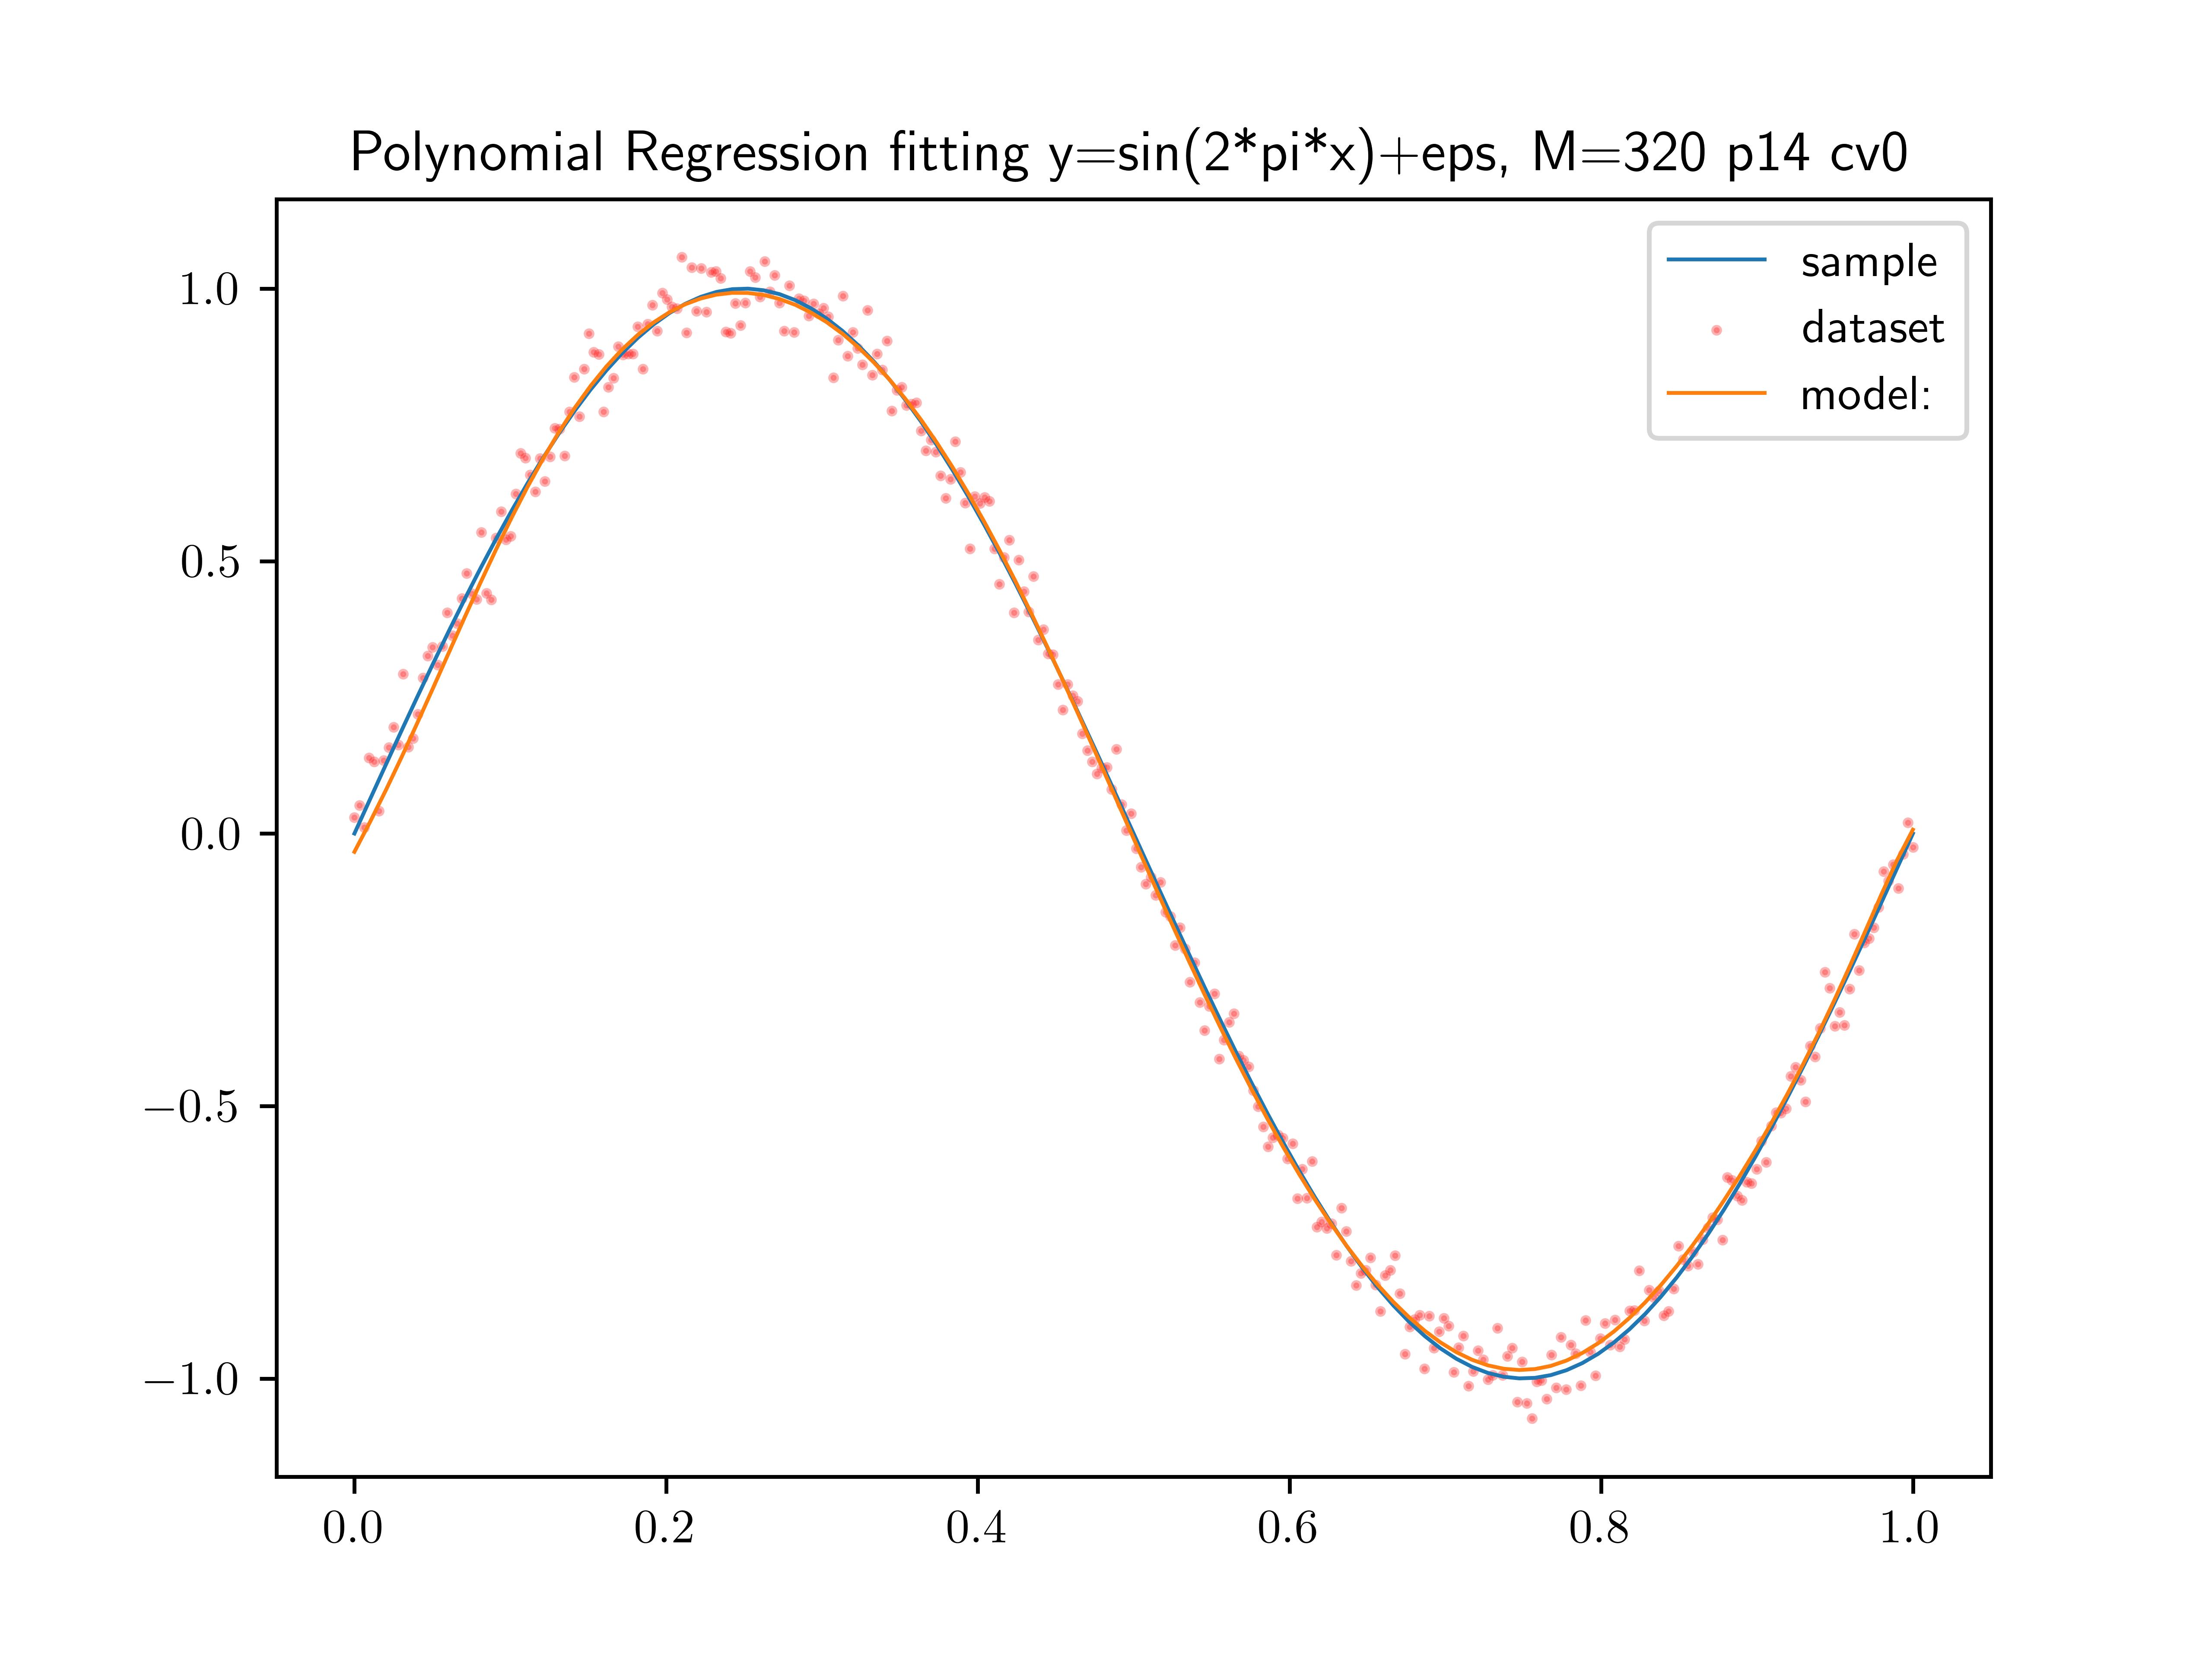 Polynomial Regression fitting y=sin(2*pi*x)+eps, M=320 p14 cv0
sample
dataset
model:
1.0
0.5
0.0
−0.5
−1.0
0.0 0.2 0.4 0.6 0.8 1.0